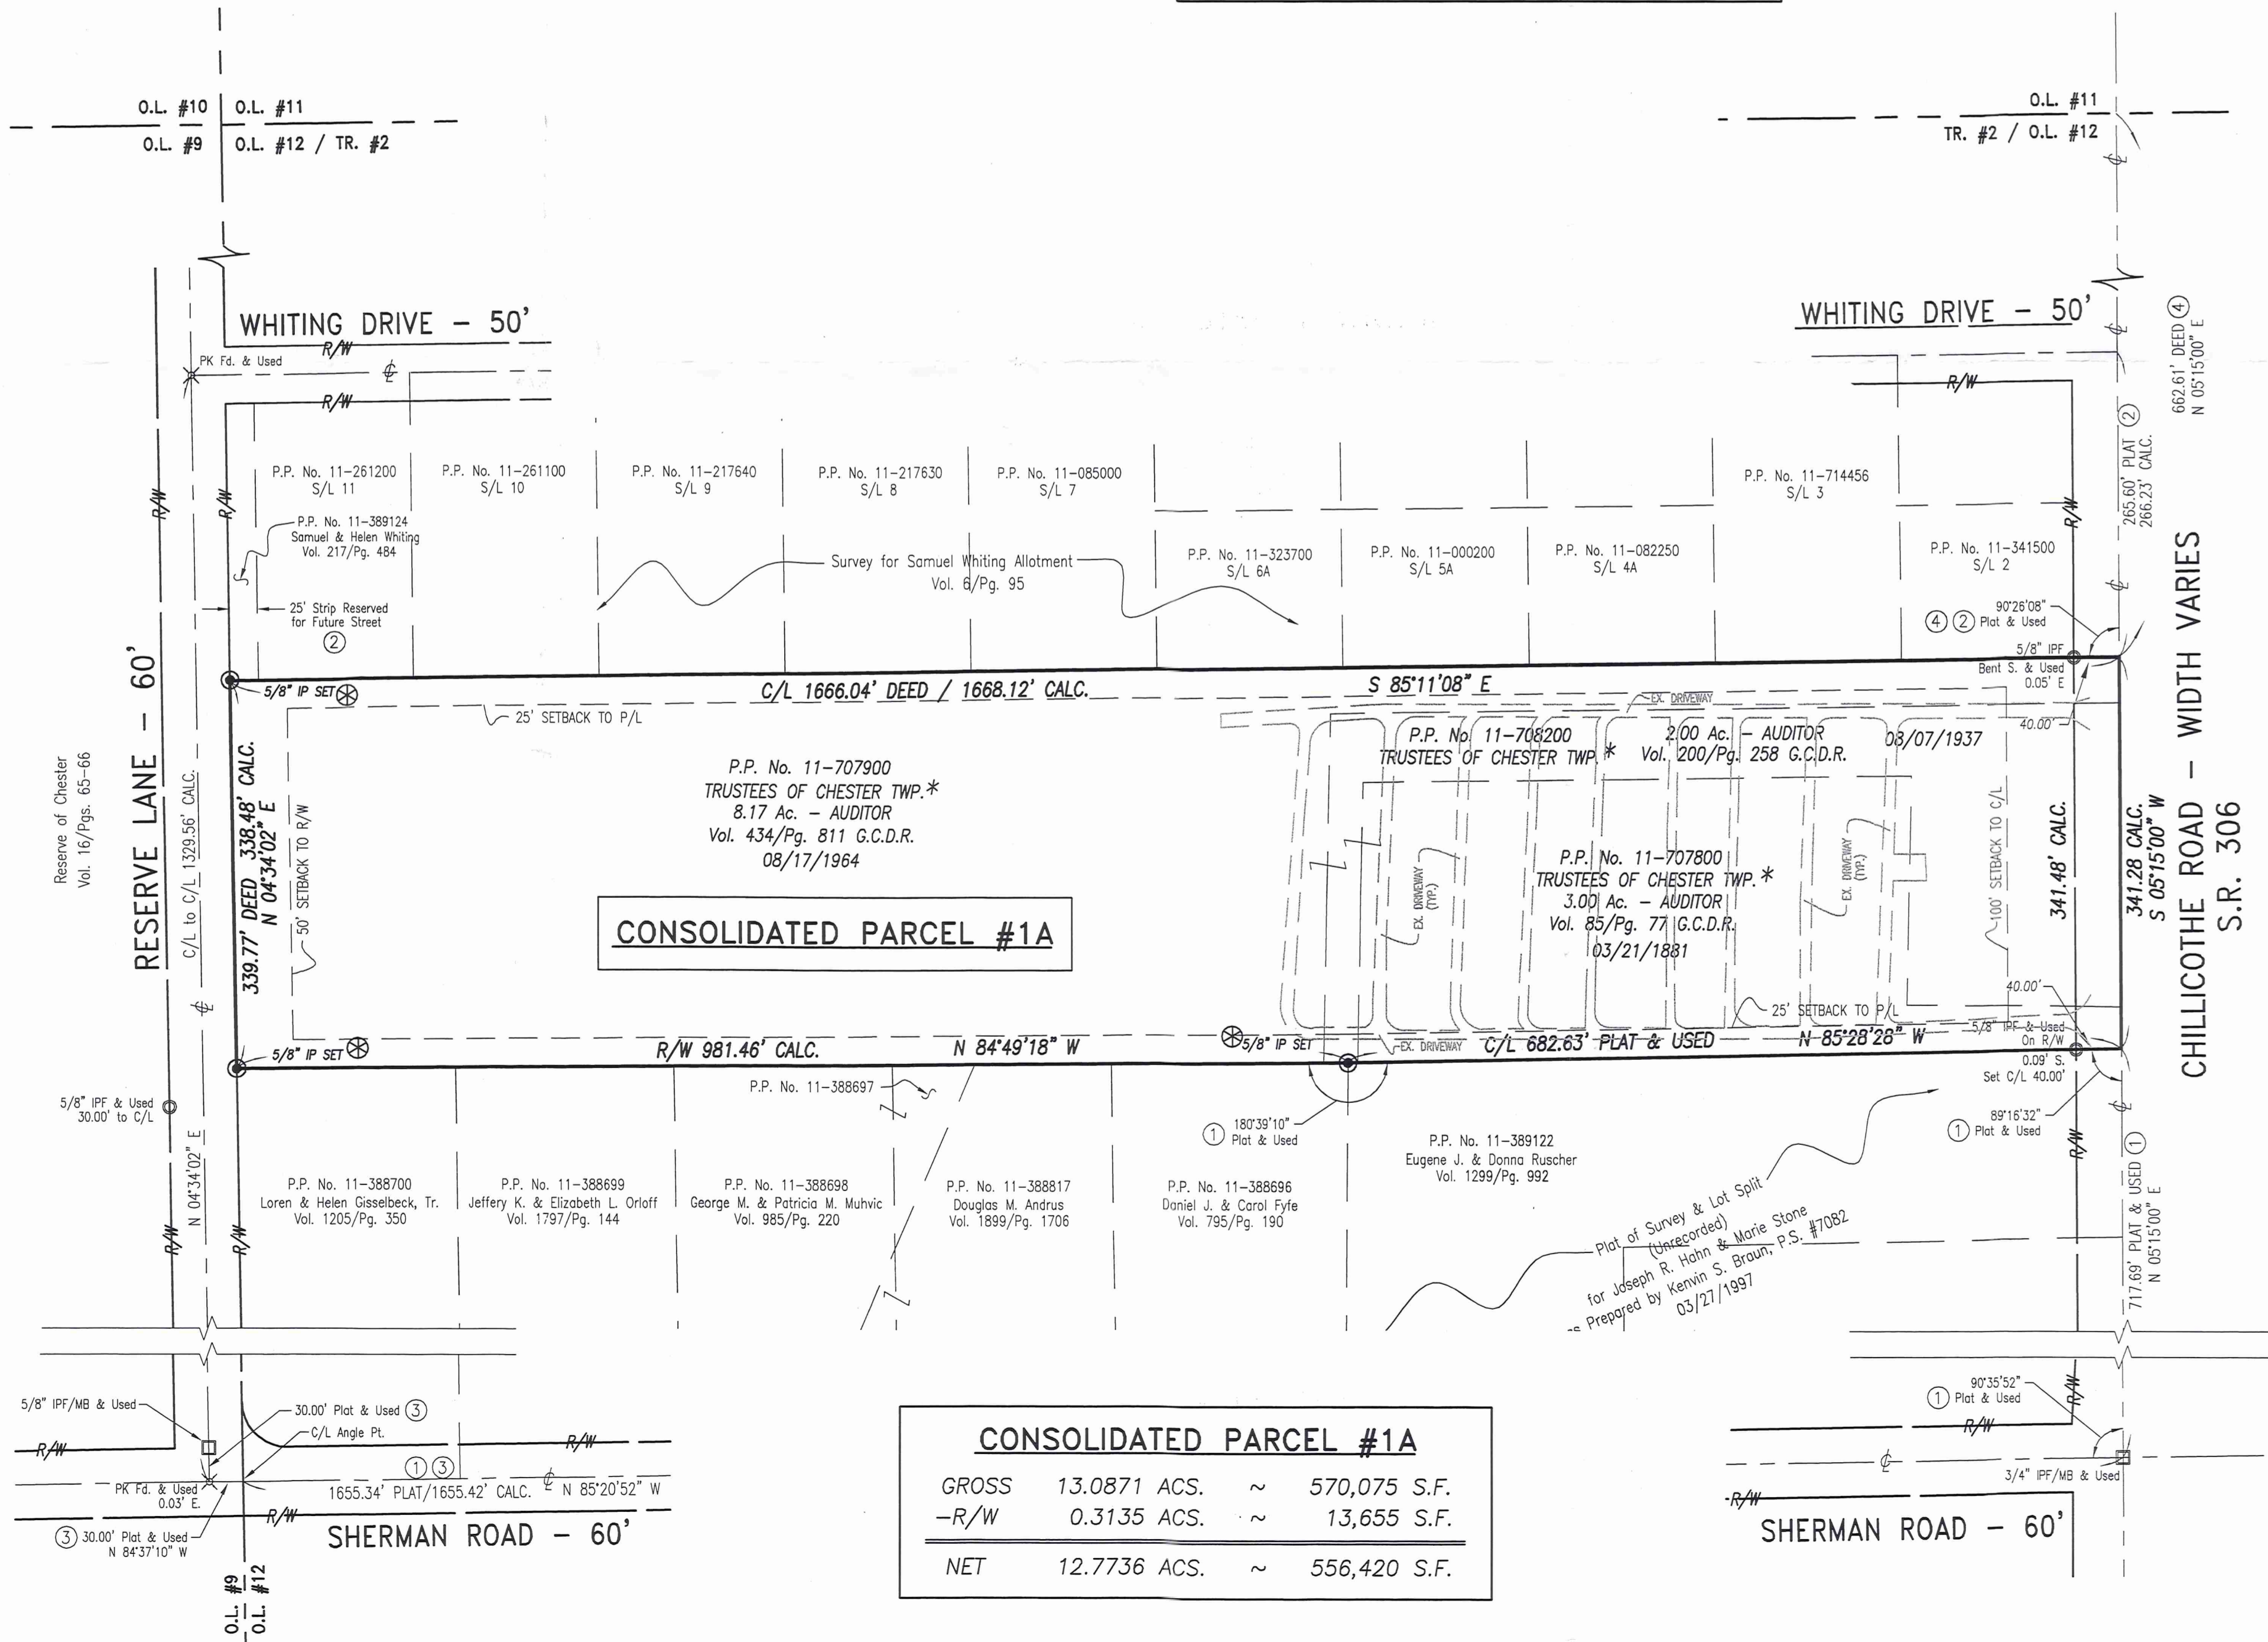 O.L. #10
O.L. #11
O.L. #9
O.L. #12 / TR. #2
O.L. #11
TR. #2 / O.L. #12
WHITING DRIVE - 50'
R/W
PK Fd. & Used
R/W
WHITING DRIVE - 50'
R/W
662.61' DEED 4
N 05°15'00" E
265.60' PLAT 2
266.23' CALC.
R/W
R/W
R/W
P.P. No. 11-261200
S/L 11
P.P. No. 11-261100
S/L 10
P.P. No. 11-217640
S/L 9
P.P. No. 11-217630
S/L 8
P.P. No. 11-085000
S/L 7
P.P. No. 11-714456
S/L 3
P.P. No. 11-389124
Samuel & Helen Whiting
Vol. 217/Pg. 484
Survey for Samuel Whiting Allotment
Vol. 6/Pg. 95
P.P. No. 11-323700
S/L 6A
P.P. No. 11-000200
S/L 5A
P.P. No. 11-082250
S/L 4A
P.P. No. 11-341500
S/L 2
25' Strip Reserved
for Future Street
2
90°26'08"
4 2 Plat & Used
5/8" IPF
Bent S. & Used
0.05' E
40.00'
5/8" IP SET
C/L 1666.04' DEED / 1668.12' CALC.
S 85°11'08" E
25' SETBACK TO P/L
EX. DRIVEWAY
Reserve of Chester
Vol. 16/Pgs. 65-66
RESERVE LANE - 60'
C/L to C/L 1329.56' CALC.
339.77' DEED 338.48' CALC.
N 04°34'02" E
50' SETBACK TO R/W
P.P. No. 11-707900
TRUSTEES OF CHESTER TWP.*
8.17 Ac. - AUDITOR
Vol. 434/Pg. 811 G.C.D.R.
08/17/1964
CONSOLIDATED PARCEL #1A
P.P. No. 11-708200
2.00 Ac. - AUDITOR
08/07/1937
TRUSTEES OF CHESTER TWP.*
Vol. 200/Pg. 258 G.C.D.R.
P.P. No. 11-707800
TRUSTEES OF CHESTER TWP.*
3.00 Ac. - AUDITOR
Vol. 85/Pg. 77 G.C.D.R.
03/21/1881
EX. DRIVEWAY
(TYP.)
EX. DRIVEWAY
(TYP.)
100' SETBACK TO C/L
341.48' CALC.
341.28 CALC.
S 05°15'00" W
CHILLICOTHE ROAD - WIDTH VARIES
S.R. 306
25' SETBACK TO P/L
40.00'
5/8" IPF & Used
On R/W
0.09' S.
Set C/L 40.00'
5/8" IP SET
R/W 981.46' CALC.
N 84°49'18" W
5/8" IP SET
EX. DRIVEWAY
C/L 682.63' PLAT & USED
N 85°28'28" W
5/8" IPF & Used
30.00' to C/L
P.P. No. 11-388697
180°39'10"
1 Plat & Used
89°16'32"
1 Plat & Used
N 04°34'02" E
R/W
R/W
P.P. No. 11-388700
Loren & Helen Gisselbeck, Tr.
Vol. 1205/Pg. 350
P.P. No. 11-388699
Jeffery K. & Elizabeth L. Orloff
Vol. 1797/Pg. 144
P.P. No. 11-388698
George M. & Patricia M. Muhvic
Vol. 985/Pg. 220
P.P. No. 11-388817
Douglas M. Andrus
Vol. 1899/Pg. 1706
P.P. No. 11-388696
Daniel J. & Carol Fyfe
Vol. 795/Pg. 190
P.P. No. 11-389122
Eugene J. & Donna Ruscher
Vol. 1299/Pg. 992
Plat of Survey & Lot Split
(Unrecorded)
for Joseph R. Hahn & Marie Stone
Prepared by Kenvin S. Braun, P.S. #7082
03/27/1997
R/W
717.69' PLAT & USED 1
N 05°15'00" E
5/8" IPF/MB & Used
30.00' Plat & Used 3
C/L Angle Pt.
R/W
R/W
1 3
PK Fd. & Used
0.03' E.
1655.34' PLAT/1655.42' CALC.
N 85°20'52" W
R/W
3 30.00' Plat & Used
N 84°37'10" W
SHERMAN ROAD - 60'
O.L. #9
O.L. #12
CONSOLIDATED PARCEL #1A
GROSS 13.0871 ACS. ~ 570,075 S.F.
-R/W 0.3135 ACS. ~ 13,655 S.F.
NET 12.7736 ACS. ~ 556,420 S.F.
90°35'52"
1 Plat & Used
R/W
R/W
3/4" IPF/MB & Used
R/W
SHERMAN ROAD - 60'